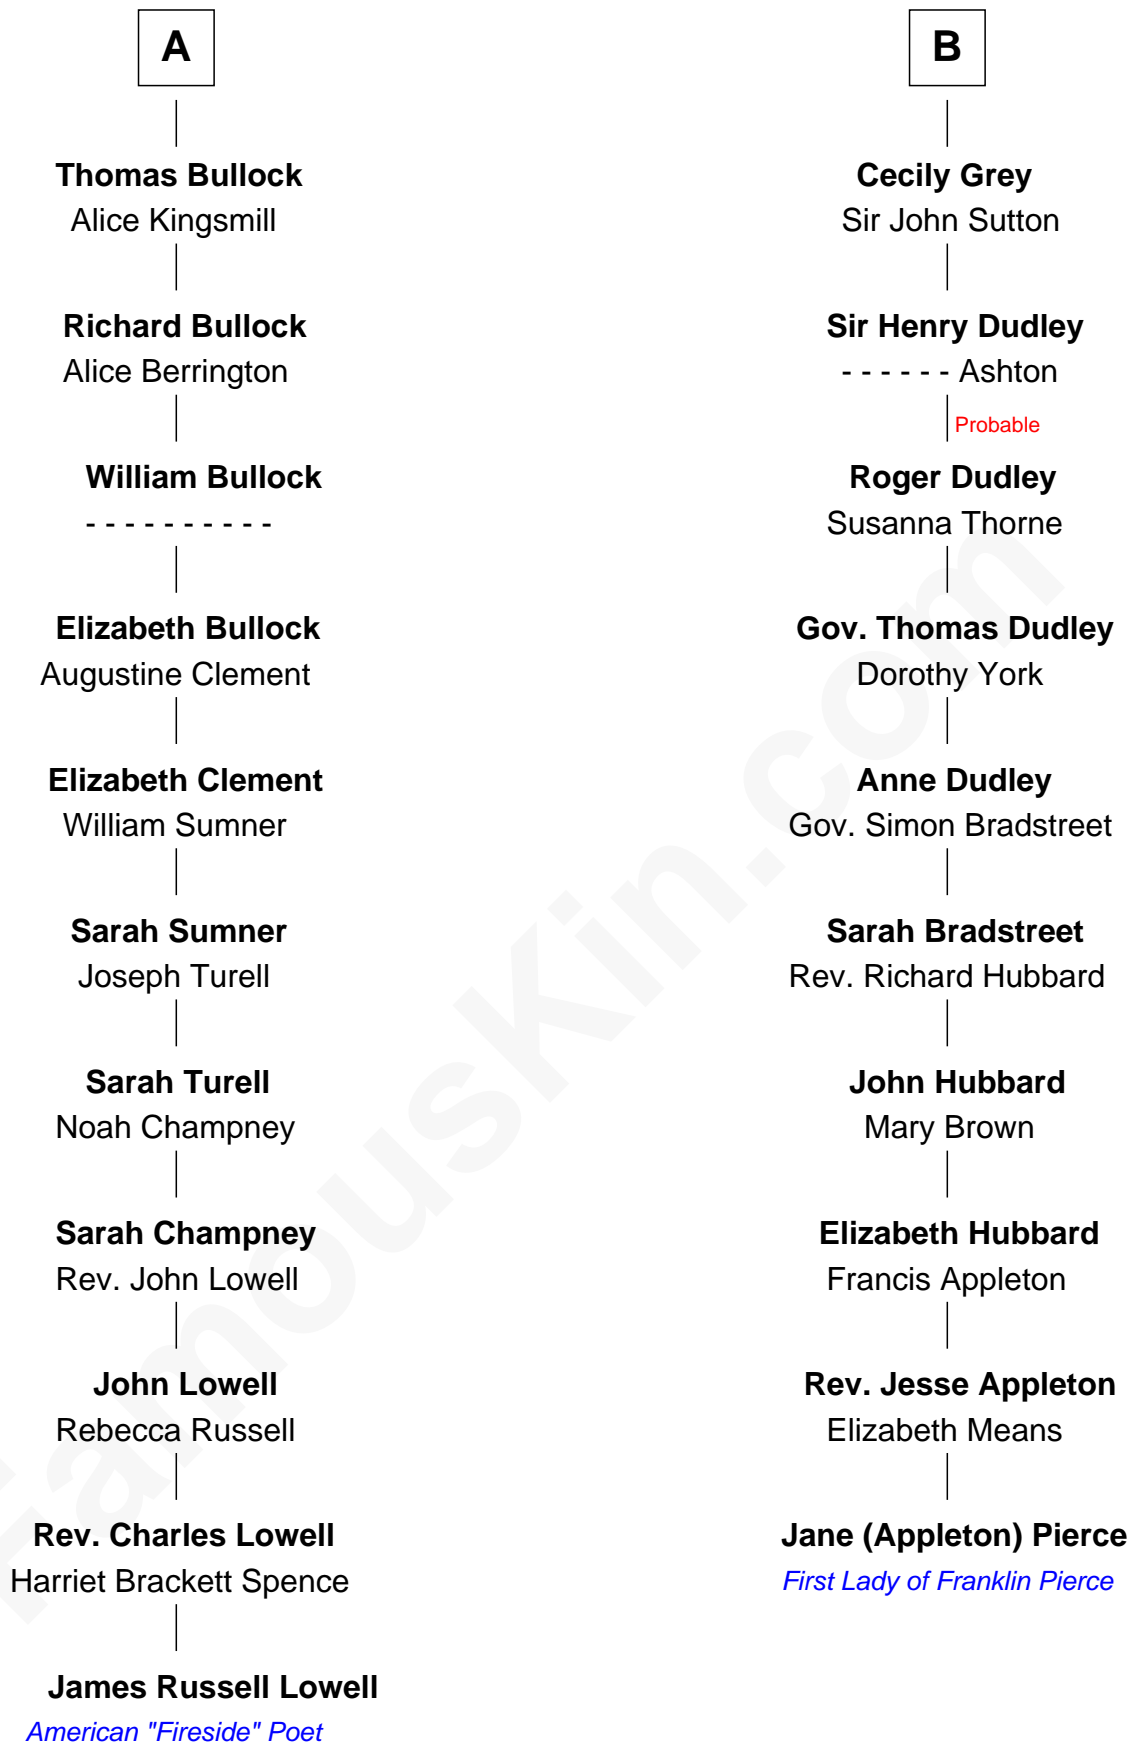 A
Thomas Bullock
Alice Kingsmill
Richard Bullock
Alice Berrington
William Bullock
- - - - - - - - - -
Elizabeth Bullock
Augustine Clement
Elizabeth Clement
William Sumner
Sarah Sumner
Joseph Turell
Sarah Turell
Noah Champney
Sarah Champney
Rev. John Lowell
John Lowell
Rebecca Russell
Rev. Charles Lowell
Harriet Brackett Spence
James Russell Lowell
American "Fireside" Poet
B
Cecily Grey
Sir John Sutton
Sir Henry Dudley
- - - - - - Ashton
Probable
Roger Dudley
Susanna Thorne
Gov. Thomas Dudley
Dorothy York
Anne Dudley
Gov. Simon Bradstreet
Sarah Bradstreet
Rev. Richard Hubbard
John Hubbard
Mary Brown
Elizabeth Hubbard
Francis Appleton
Rev. Jesse Appleton
Elizabeth Means
Jane (Appleton) Pierce
First Lady of Franklin Pierce
FamousKin.com